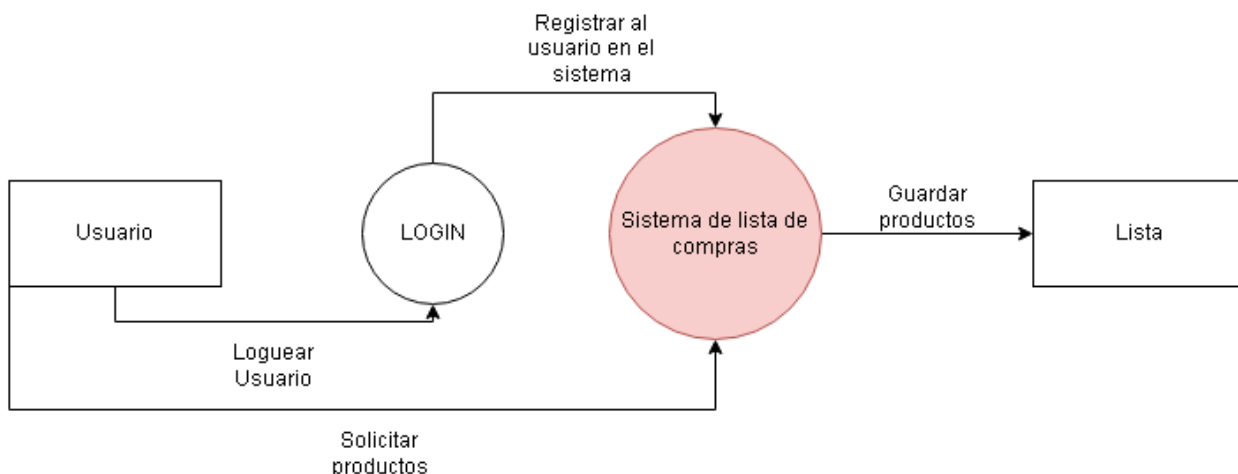 Registrar al
usuario en el
sistema
Usuario
LOGIN
Sistema de lista de
compras
Guardar
productos
Lista
Loguear
Usuario
Solicitar
productos